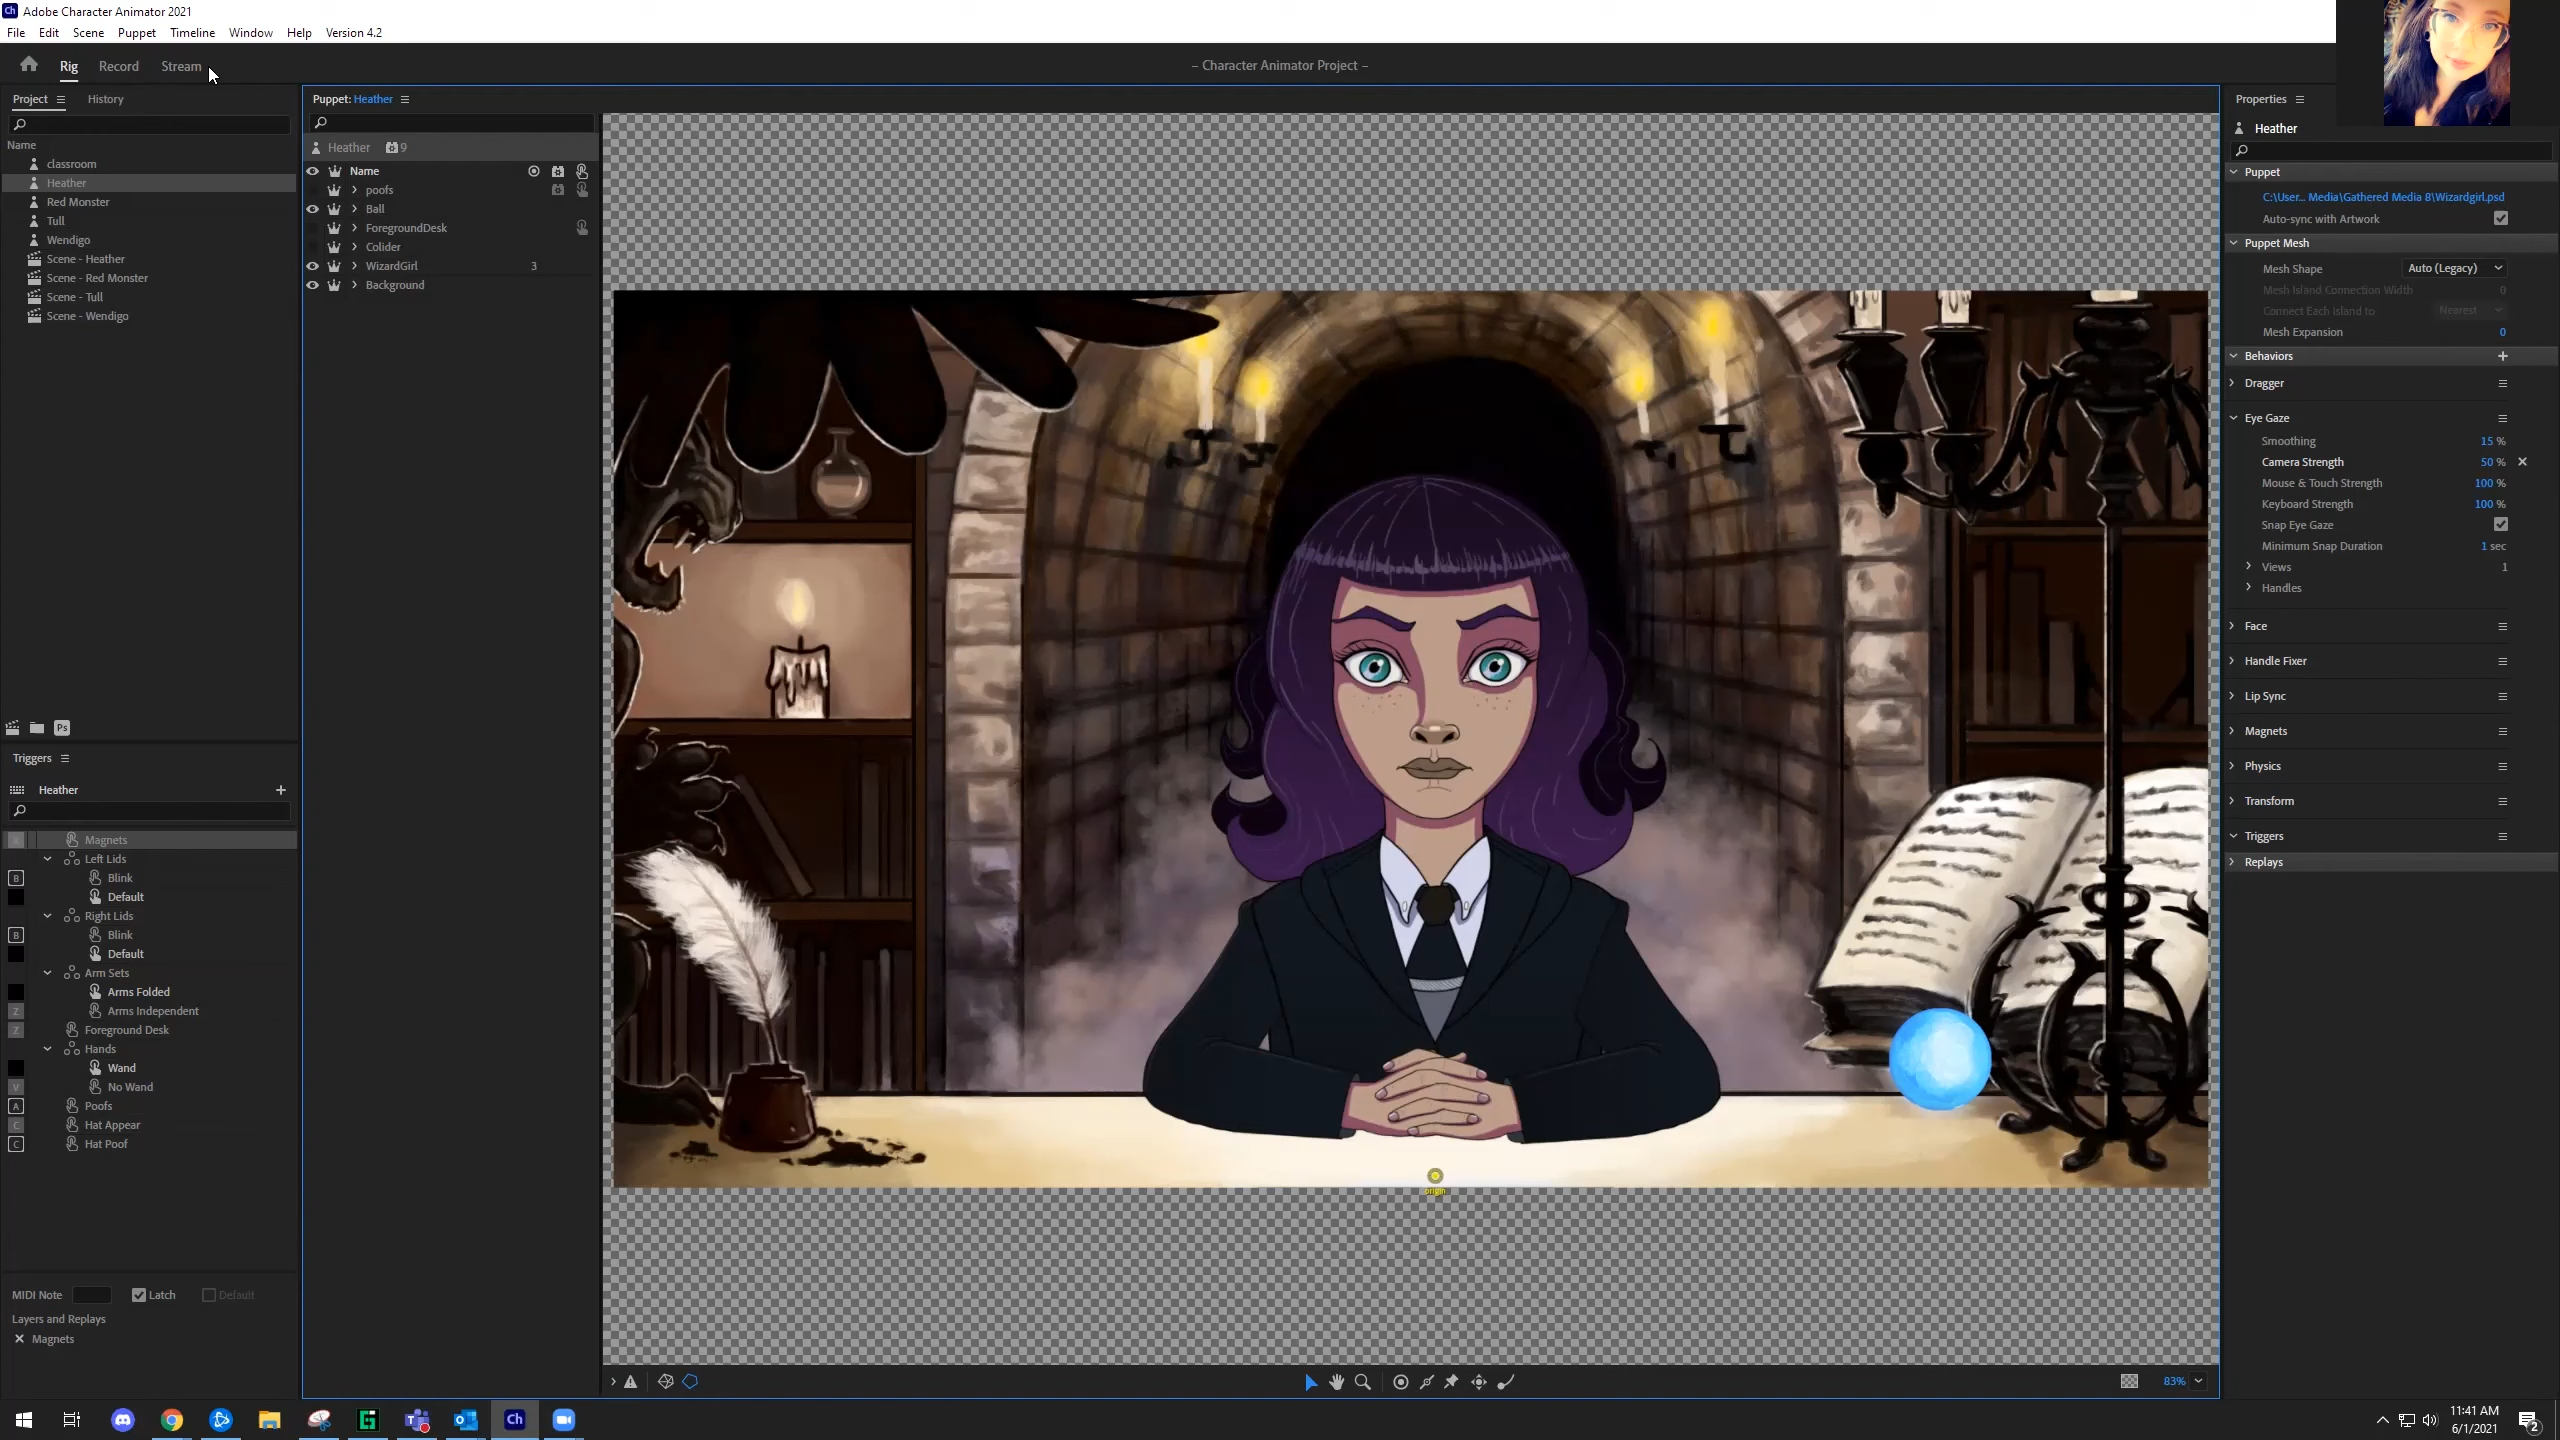 Ch Adobe Character Animator 2021
File Edit Scene Puppet Timeline Window Help Version 4.2
Rig Record Stream
– Character Animator Project –
Project History
Name
classroom
Heather
Red Monster
Tull
Wendigo
Scene - Heather
Scene - Red Monster
Scene - Tull
Scene - Wendigo
Ps
Triggers
Heather
Magnets
Left Lids
B Blink
Default
Right Lids
B Blink
Default
Arm Sets
Arms Folded
Z Arms Independent
Z Foreground Desk
Hands
Wand
V No Wand
A Poofs
C Hat Appear
C Hat Poof
MIDI Note Latch Default
Layers and Replays
Magnets
Puppet: Heather
Heather 9
Name
poofs
Ball
ForegroundDesk
Colider
WizardGirl 3
Background
origin
83%
Properties
Heather
Puppet
C:\User... Media\Gathered Media 8\Wizardgirl.psd
Auto-sync with Artwork
Puppet Mesh
Mesh Shape Auto (Legacy)
Mesh Island Connection Width 0
Connect Each Island to Nearest
Mesh Expansion 0
Behaviors
Dragger
Eye Gaze
Smoothing 15 %
Camera Strength 50 %
Mouse & Touch Strength 100 %
Keyboard Strength 100 %
Snap Eye Gaze
Minimum Snap Duration 1 sec
Views 1
Handles
Face
Handle Fixer
Lip Sync
Magnets
Physics
Transform
Triggers
Replays
Ch
11:41 AM
6/1/2021
2